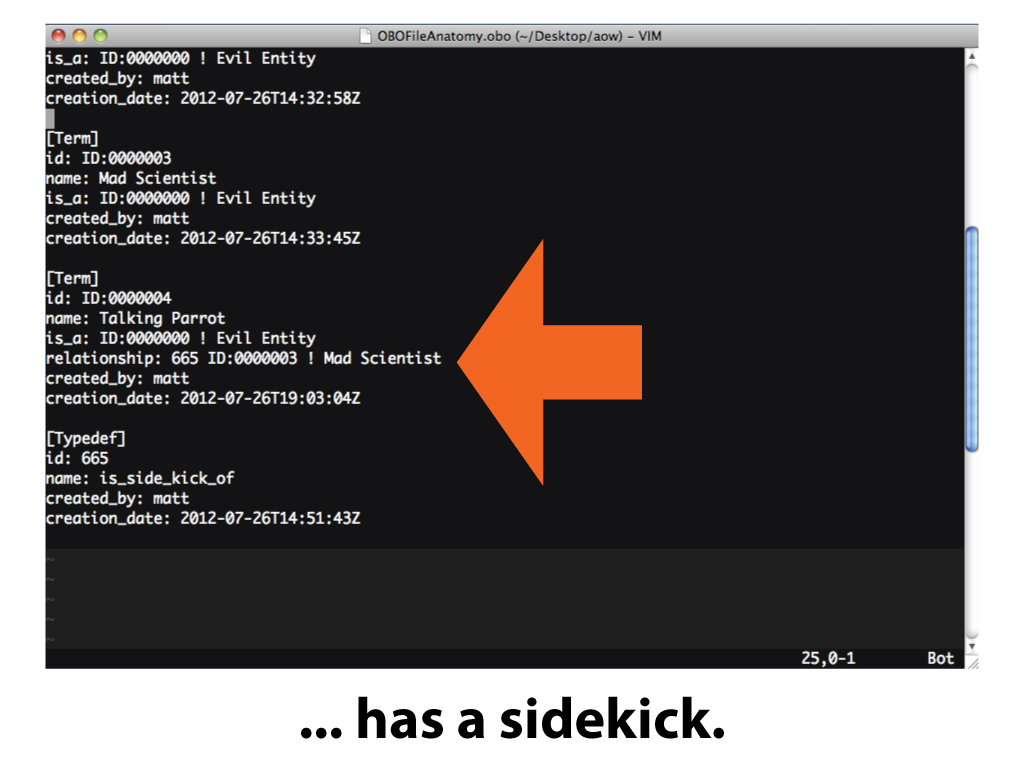 OBOFileAnatomy.obo (~/Desktop/aow) – VIM
is_a: ID:0000000 ! Evil Entity
created_by: matt
creation_date: 2012-07-26T14:32:58Z
[Term]
id: ID:0000003
name: Mad Scientist
is_a: ID:0000000 ! Evil Entity
created_by: matt
creation_date: 2012-07-26T14:33:45Z
[Term]
id: ID:0000004
name: Talking Parrot
is_a: ID:0000000 ! Evil Entity
relationship: 665 ID:0000003 ! Mad Scientist
created_by: matt
creation_date: 2012-07-26T19:03:04Z
[Typedef]
id: 665
name: is_side_kick_of
created_by: matt
creation_date: 2012-07-26T14:51:43Z
~
~
~
~
~
25,0-1 Bot
... has a sidekick.